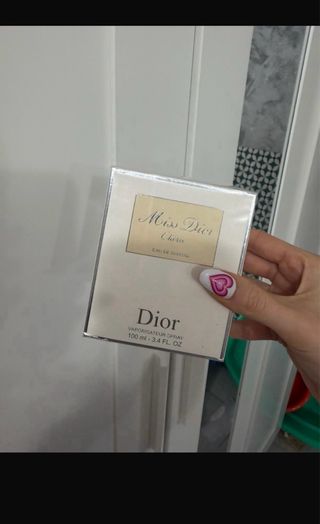 Miss Dior
Chérie
EAU DE PARFUM
Dior
VAPORISATEUR SPRAY
100 ml - 3.4 FL. OZ